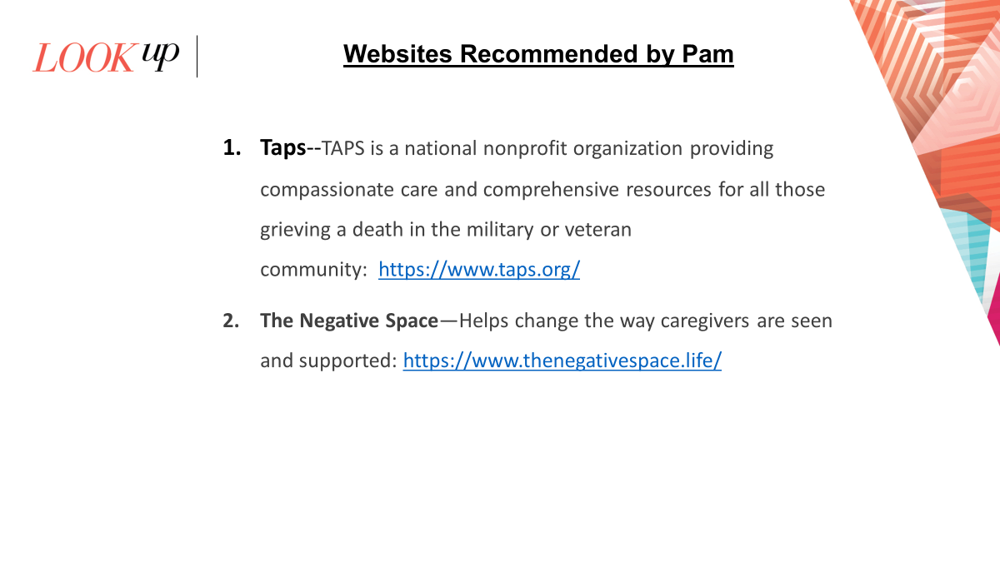 LOOK up
Websites Recommended by Pam
1. Taps--TAPS is a national nonprofit organization providing
compassionate care and comprehensive resources for all those
grieving a death in the military or veteran
community: https://www.taps.org/
2. The Negative Space—Helps change the way caregivers are seen
and supported: https://www.thenegativespace.life/